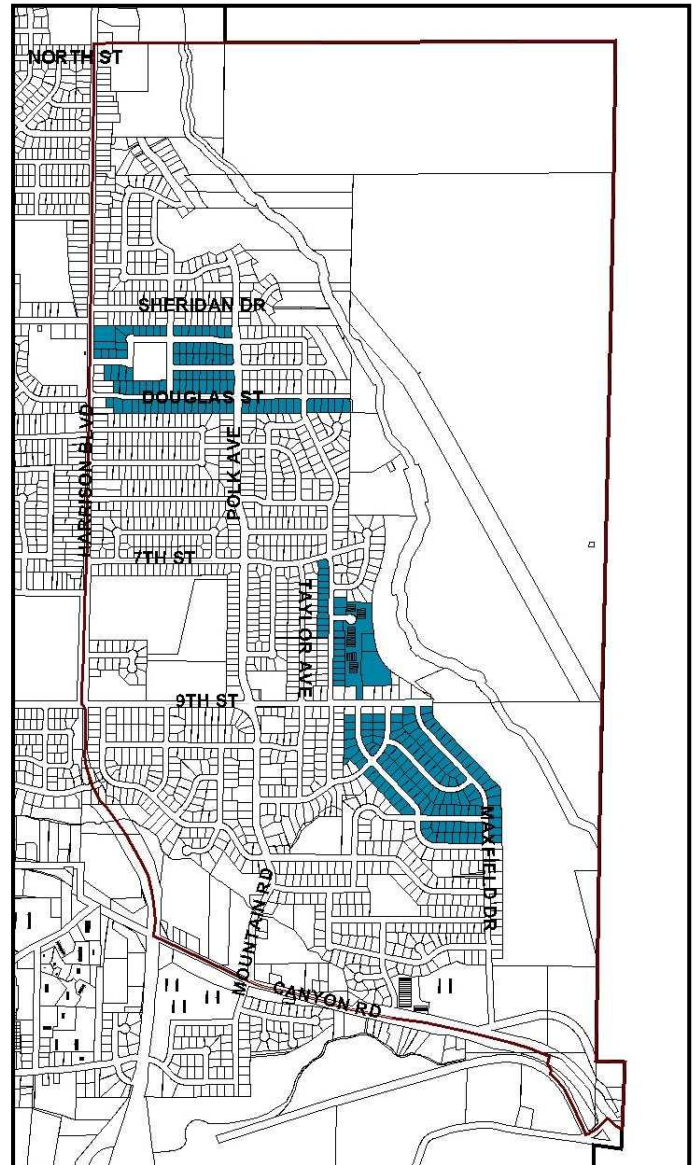 NORTH ST
SHERIDAN DR
DOUGLAS ST
HARRISON BLVD
POLK AVE
7TH ST
TAYLOR AVE
9TH ST
MAXFIELD DR
MOUNTAIN RD
CANYON RD